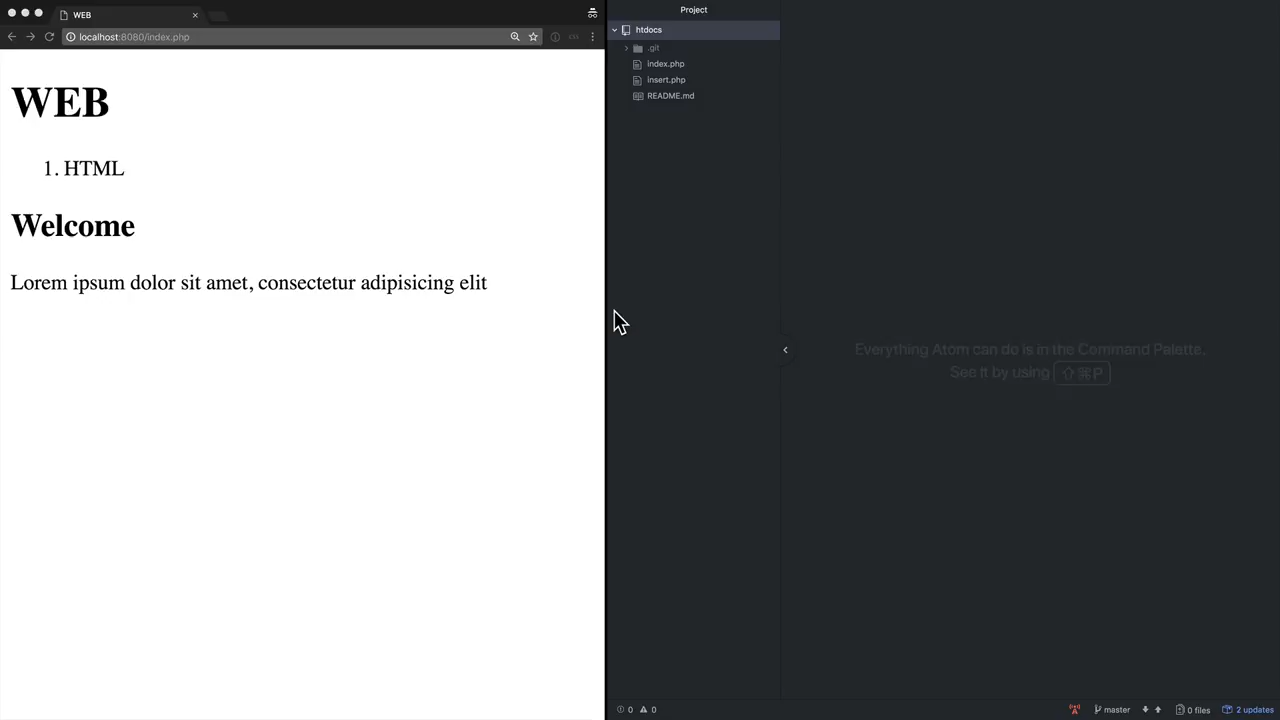 WEB
localhost:8080/index.php
WEB
1. HTML
Welcome
Lorem ipsum dolor sit amet, consectetur adipisicing elit
Project
htdocs
.git
index.php
insert.php
README.md
Everything Atom can do is in the Command Palette.
See it by using ⇧⌘P
0 0
master
0 files
2 updates